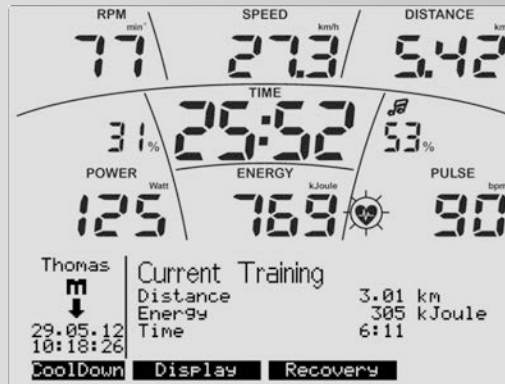 RPM SPEED DISTANCE
min⁻ km/h km
77 27.3 5.42
TIME
31% 25:52 53%
POWER ENERGY PULSE
Watt kJoule bpm
125 769 90
Thomas
m
29.05.12
10:18:26
Current Training
Distance 3.01 km
Energy 305 kJoule
Time 6:11
CoolDown Display Recovery